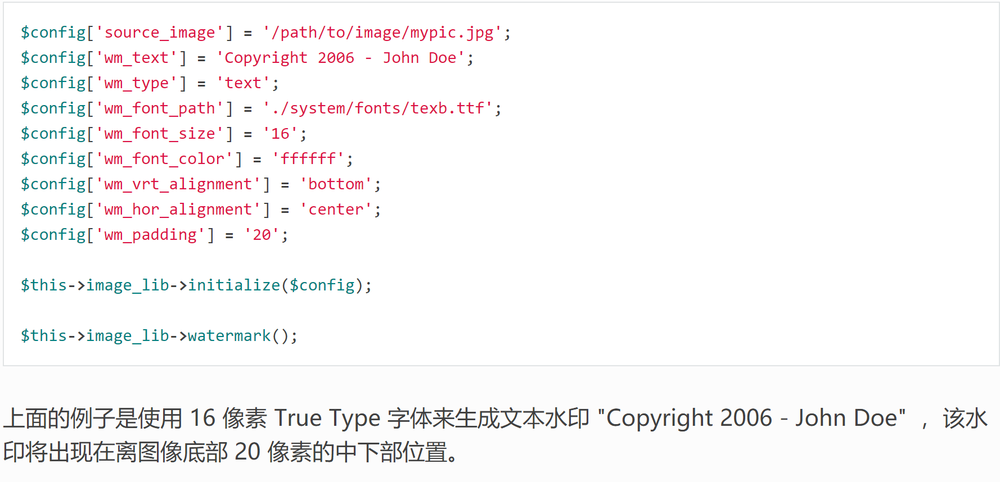 $config['source_image'] = '/path/to/image/mypic.jpg';
$config['wm_text'] = 'Copyright 2006 - John Doe';
$config['wm_type'] = 'text';
$config['wm_font_path'] = './system/fonts/texb.ttf';
$config['wm_font_size'] = '16';
$config['wm_font_color'] = 'ffffff';
$config['wm_vrt_alignment'] = 'bottom';
$config['wm_hor_alignment'] = 'center';
$config['wm_padding'] = '20';
$this->image_lib->initialize($config);
$this->image_lib->watermark();
上面的例子是使用 16 像素 True Type 字体来生成文本水印 "Copyright 2006 - John Doe" ，该水
印将出现在离图像底部 20 像素的中下部位置。